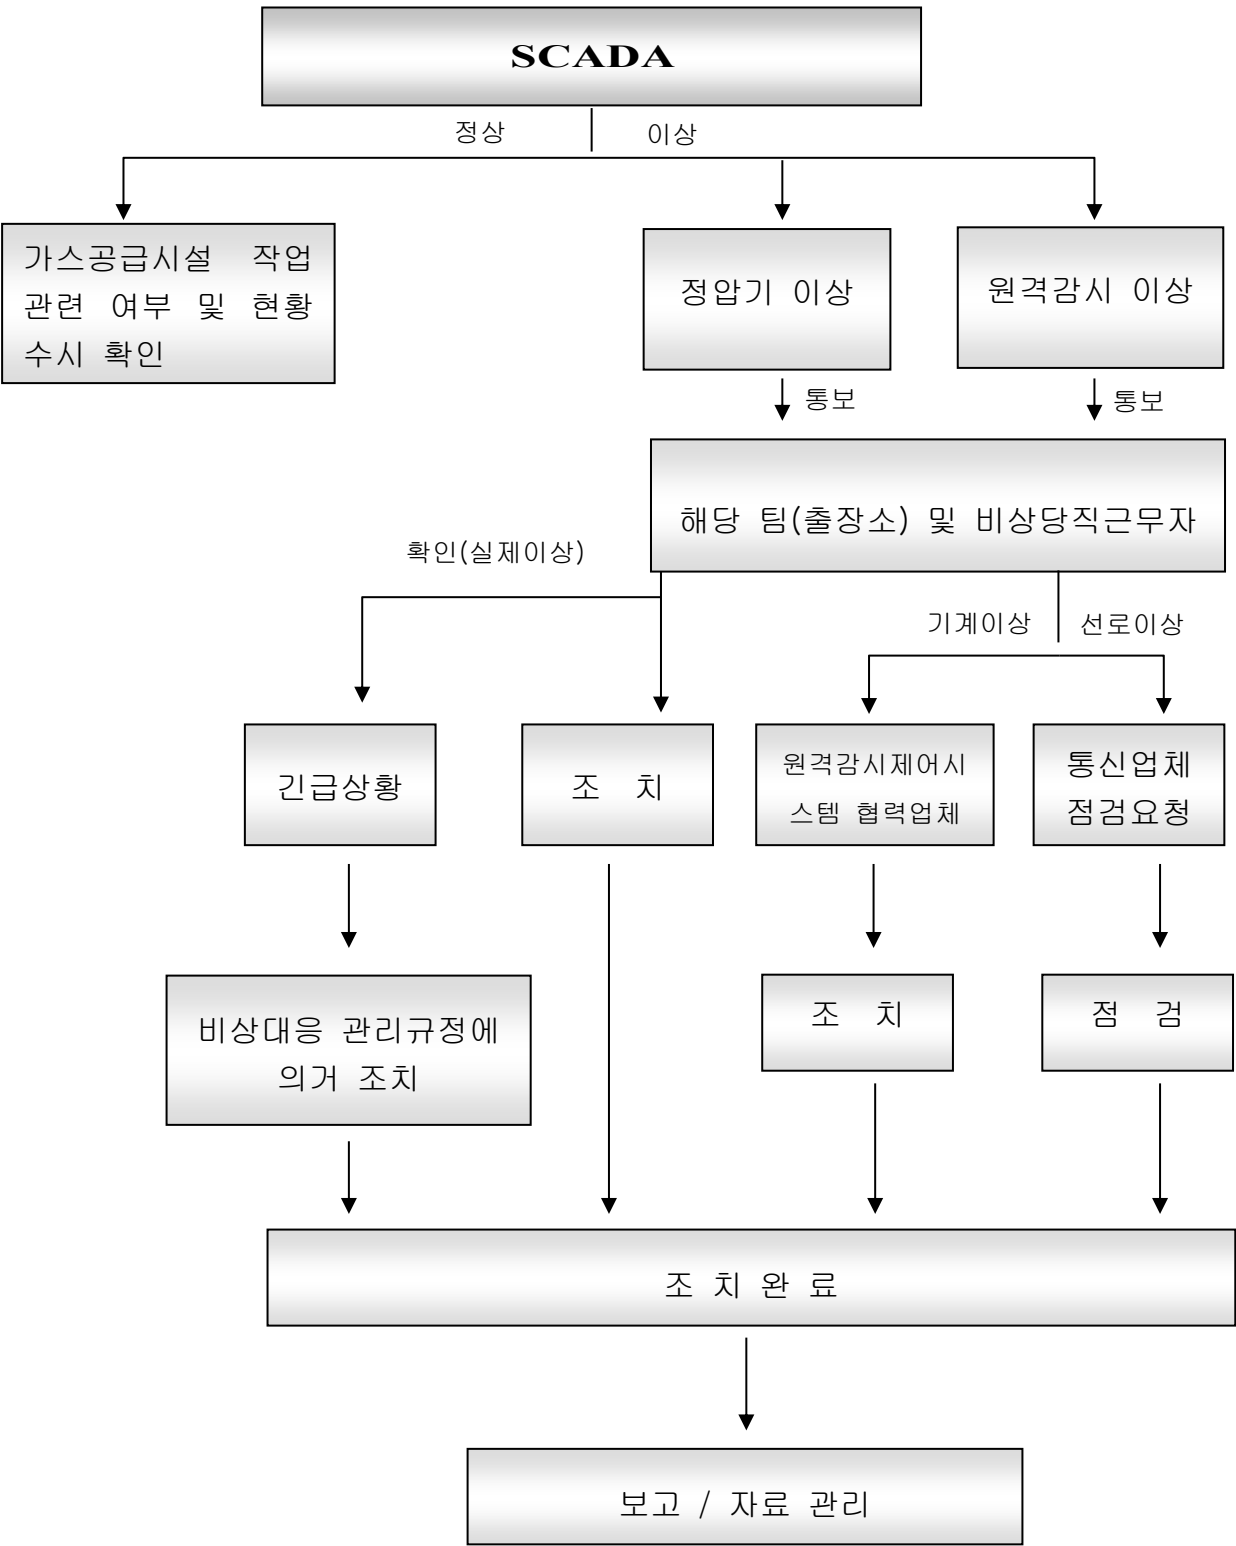 SCADA
정상
이상
가스공급시설 작업
관련 여부 및 현황
수시 확인
정압기 이상
원격감시 이상
통보
통보
해당 팀(출장소) 및 비상당직근무자
확인(실제이상)
기계이상
선로이상
긴급상황
조 치
원격감시제어시
스템 협력업체
통신업체
점검요청
비상대응 관리규정에
의거 조치
조 치
점 검
조 치 완 료
보고 / 자료 관리